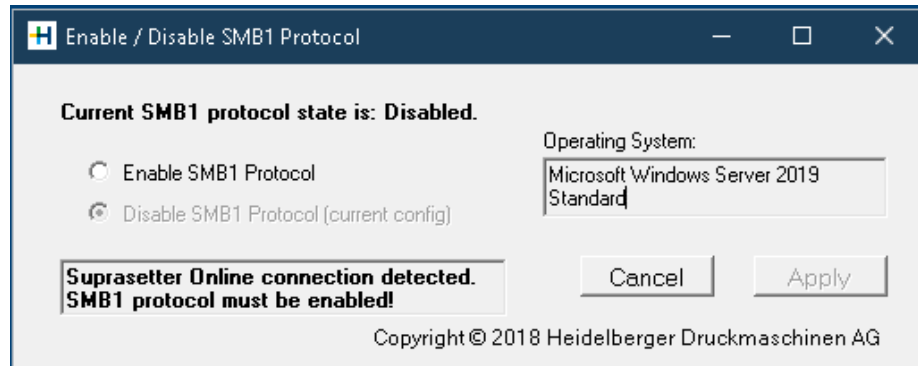 Enable / Disable SMB1 Protocol
Current SMB1 protocol state is: Disabled.
Enable SMB1 Protocol
Disable SMB1 Protocol (current config)
Operating System:
Microsoft Windows Server 2019
Standard
Suprasetter Online connection detected.
SMB1 protocol must be enabled!
Cancel
Apply
Copyright © 2018 Heidelberger Druckmaschinen AG